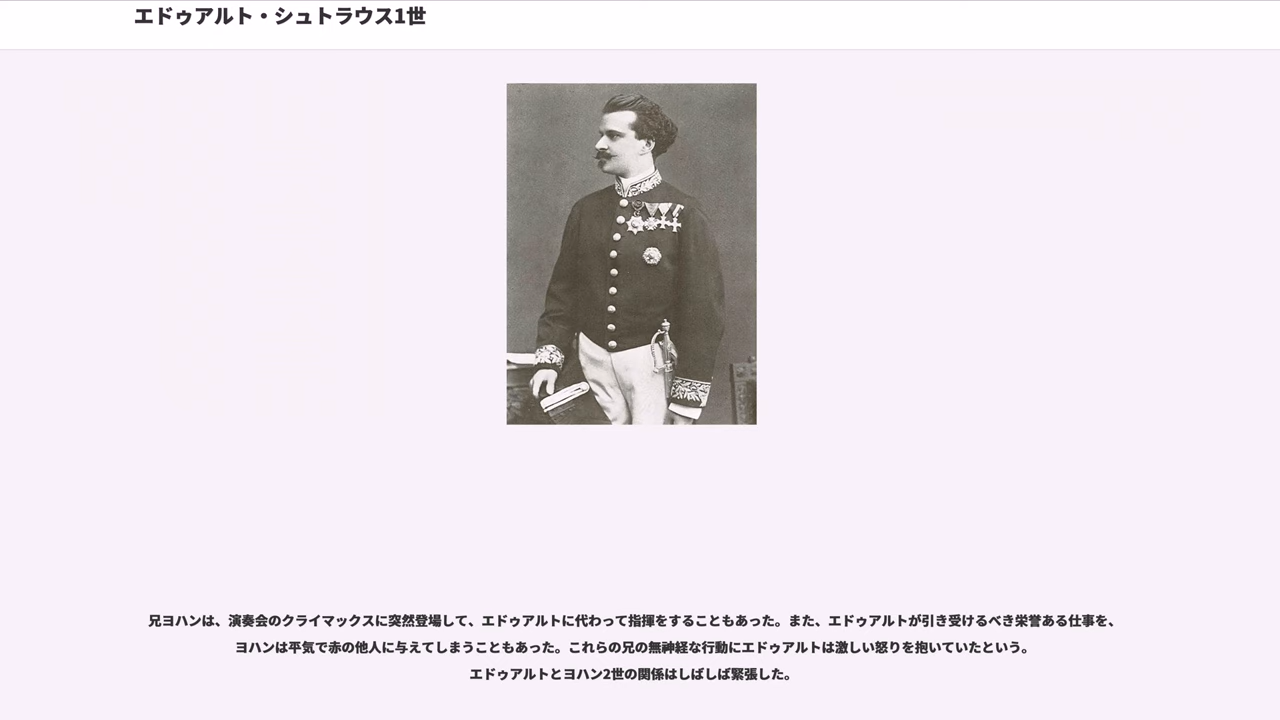 エドゥアルト・シュトラウス1世
兄ヨハンは、演奏会のクライマックスに突然登場して、エドゥアルトに代わって指揮をすることもあった。また、エドゥアルトが引き受けるべき栄誉ある仕事を、
ヨハンは平気で赤の他人に与えてしまうこともあった。これらの兄の無神経な行動にエドゥアルトは激しい怒りを抱いていたという。
エドゥアルトとヨハン2世の関係はしばしば緊張した。